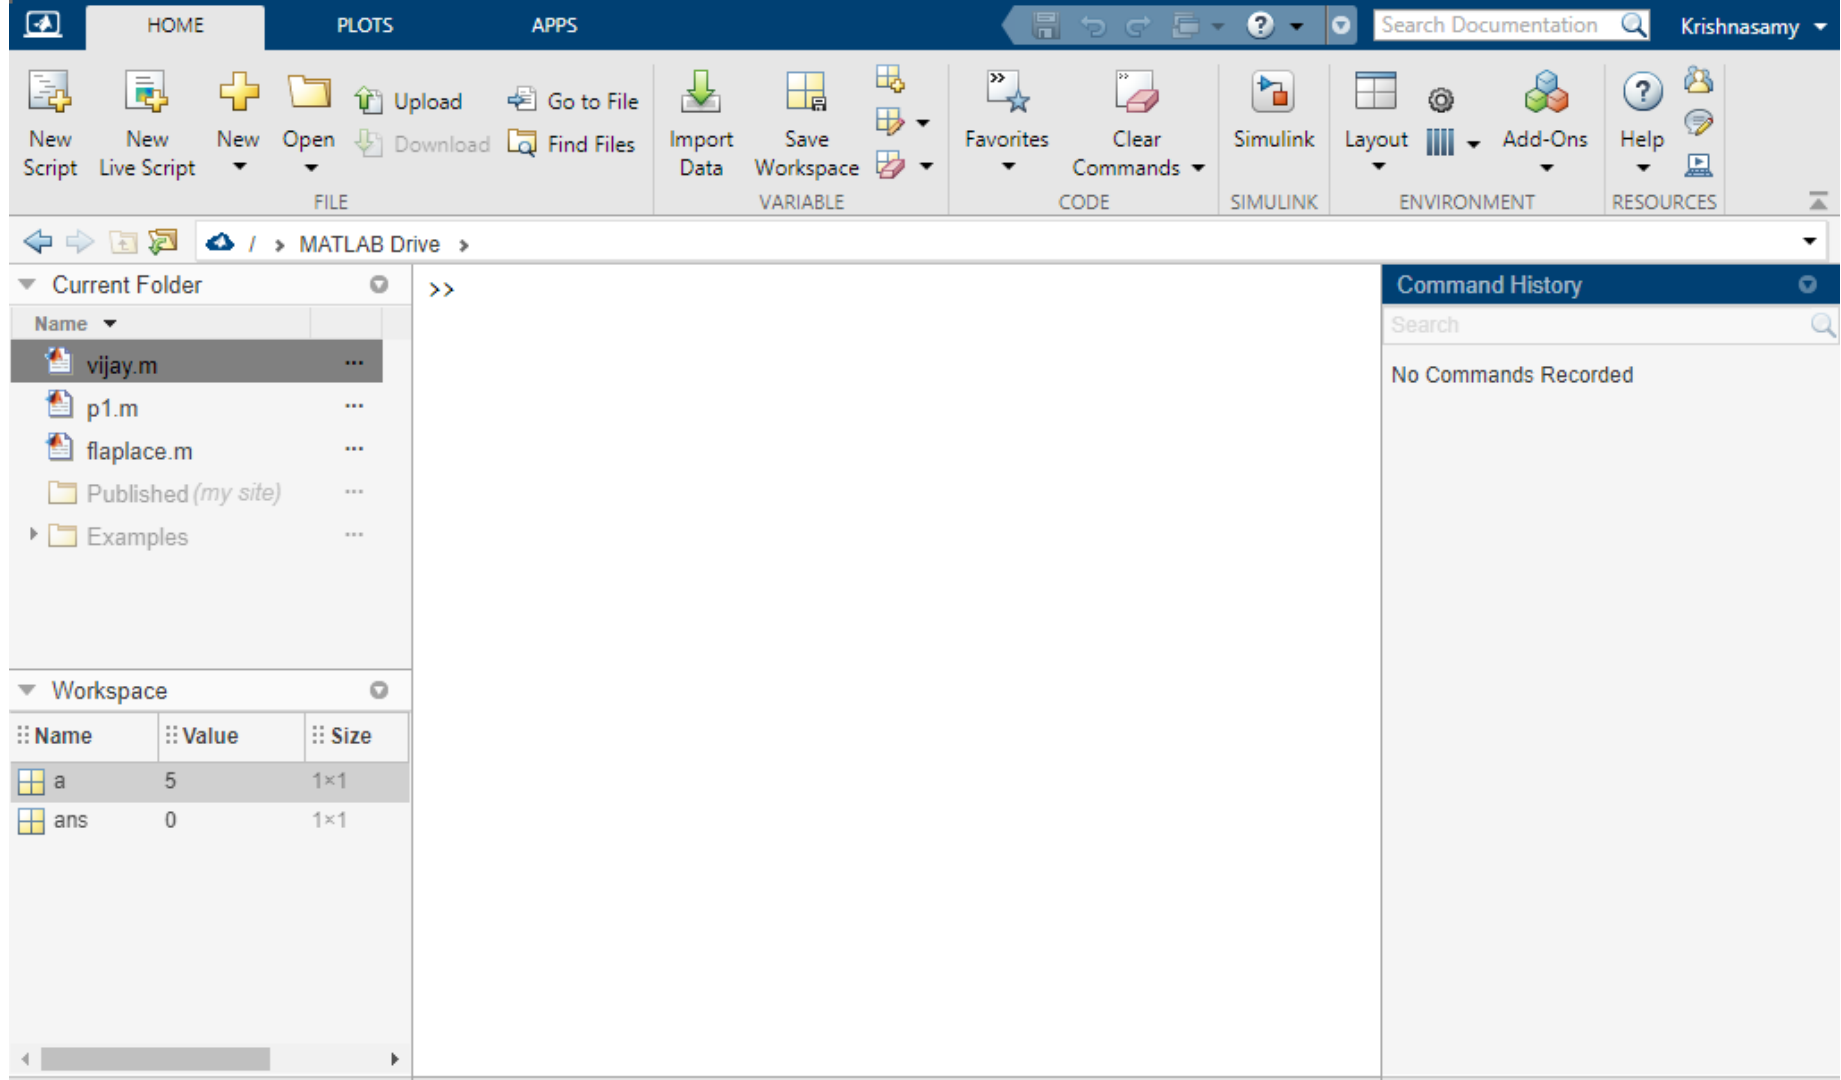 HOME PLOTS APPS Search Documentation Krishnasamy
New Script
New Live Script
New
Open
Upload
Download
Go to File
Find Files
Import Data
Save Workspace
Favorites
Clear Commands
Simulink
Layout
Add-Ons
Help
FILE VARIABLE CODE SIMULINK ENVIRONMENT RESOURCES
/ > MATLAB Drive >
Current Folder
Name
vijay.m ...
p1.m ...
flaplace.m ...
Published (my site) ...
Examples ...
Workspace
Name Value Size
a 5 1×1
ans 0 1×1
>>
Command History
Search
No Commands Recorded